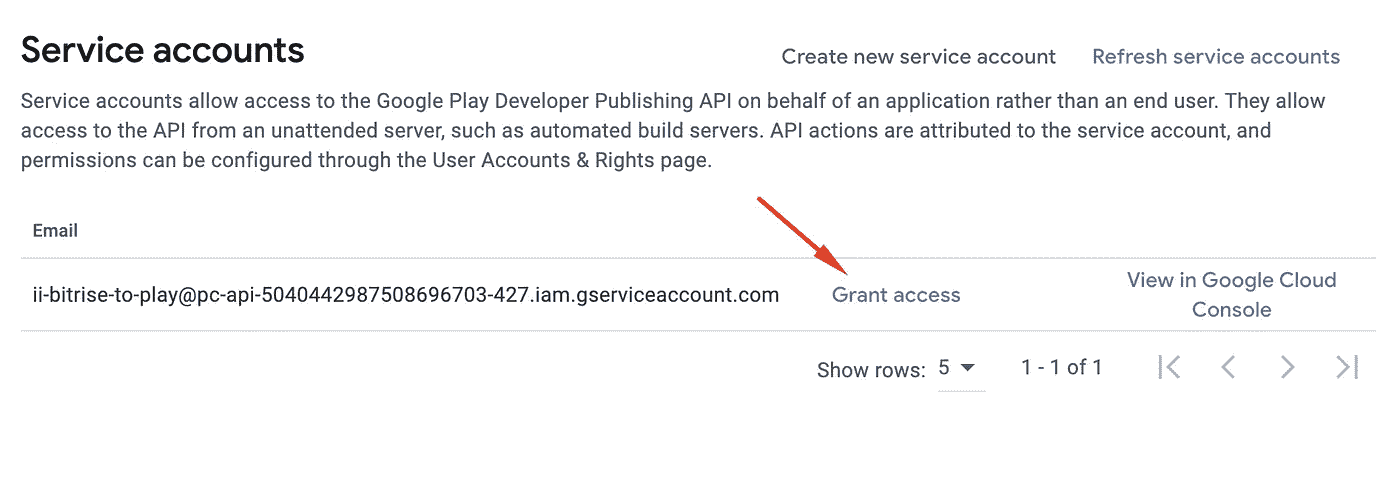 Service accounts
Create new service account
Refresh service accounts
Service accounts allow access to the Google Play Developer Publishing API on behalf of an application rather than an end user. They allow
access to the API from an unattended server, such as automated build servers. API actions are attributed to the service account, and
permissions can be configured through the User Accounts & Rights page.
Email
ii-bitrise-to-play@pc-api-5040442987508696703-427.iam.gserviceaccount.com
Grant access
View in Google Cloud
Console
Show rows: 5
1 - 1 of 1